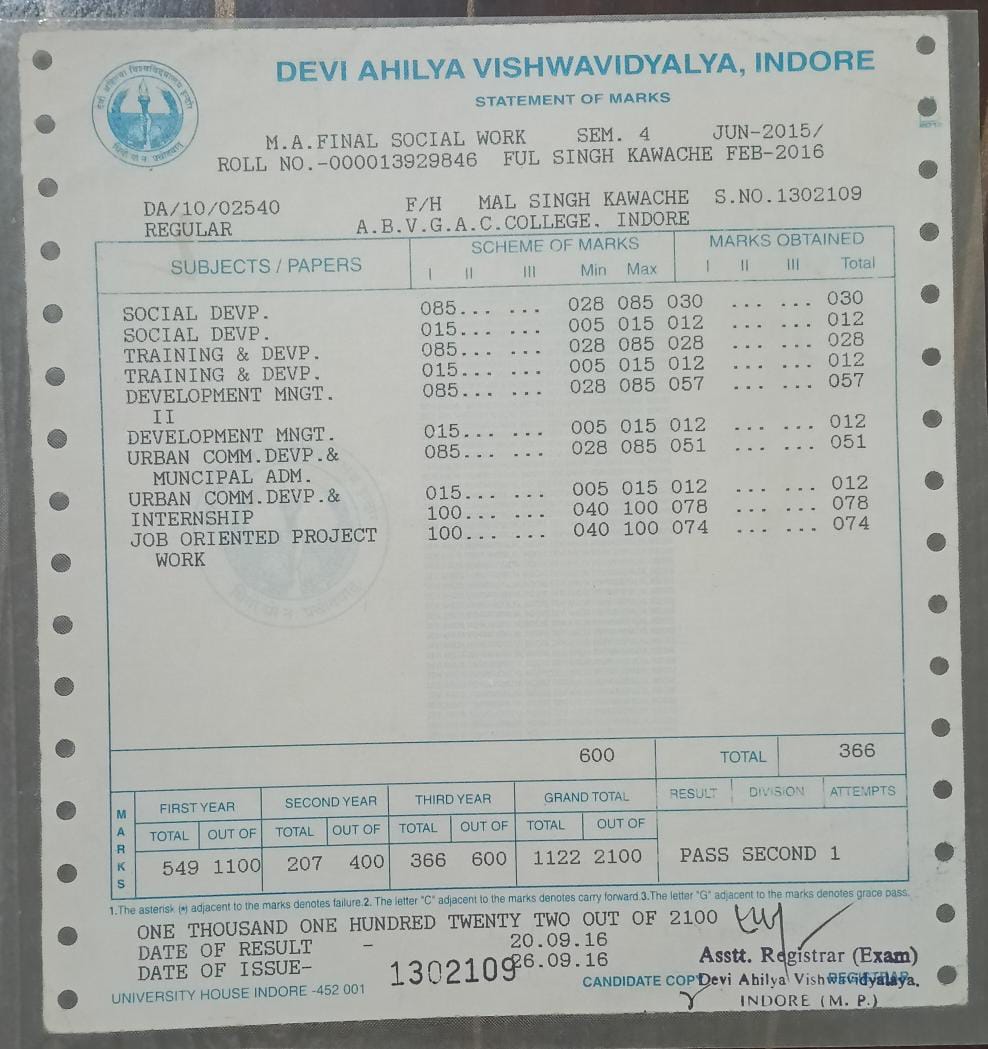 DEVI AHILYA VISHWAVIDYALYA, INDORE
STATEMENT OF MARKS
M.A.FINAL SOCIAL WORK SEM. 4 JUN-2015/
ROLL NO.-000013929846 FUL SINGH KAWACHE FEB-2016
DA/10/02540 F/H MAL SINGH KAWACHE S.NO.1302109
REGULAR A.B.V.G.A.C.COLLEGE, INDORE
SUBJECTS / PAPERS SCHEME OF MARKS MARKS OBTAINED
I II III Min Max I II III Total
SOCIAL DEVP. 085... ... 028 085 030 ... ... 030
SOCIAL DEVP. 015... ... 005 015 012 ... ... 012
TRAINING & DEVP. 085... ... 028 085 028 ... ... 028
TRAINING & DEVP. 015... ... 005 015 012 ... ... 012
DEVELOPMENT MNGT. 085... ... 028 085 057 ... ... 057
II
DEVELOPMENT MNGT. 015... ... 005 015 012 ... ... 012
URBAN COMM.DEVP.& 085... ... 028 085 051 ... ... 051
MUNCIPAL ADM.
URBAN COMM.DEVP.& 015... ... 005 015 012 ... ... 012
INTERNSHIP 100... ... 040 100 078 ... ... 078
JOB ORIENTED PROJECT 100... ... 040 100 074 ... ... 074
WORK
600 TOTAL 366
MARKS FIRST YEAR SECOND YEAR THIRD YEAR GRAND TOTAL RESULT DIVISION ATTEMPTS
TOTAL OUT OF TOTAL OUT OF TOTAL OUT OF TOTAL OUT OF
549 1100 207 400 366 600 1122 2100 PASS SECOND 1
1.The asterisk (*) adjacent to the marks denotes failure.2. The letter "C" adjacent to the marks denotes carry forward.3.The letter "G" adjacent to the marks denotes grace pass.
ONE THOUSAND ONE HUNDRED TWENTY TWO OUT OF 2100
DATE OF RESULT - 20.09.16
DATE OF ISSUE- 26.09.16
1302109
Asstt. Registrar (Exam)
CANDIDATE COPY Devi Ahilya Vishwavidyalaya,
REGISTRAR
UNIVERSITY HOUSE INDORE -452 001
INDORE (M. P.)